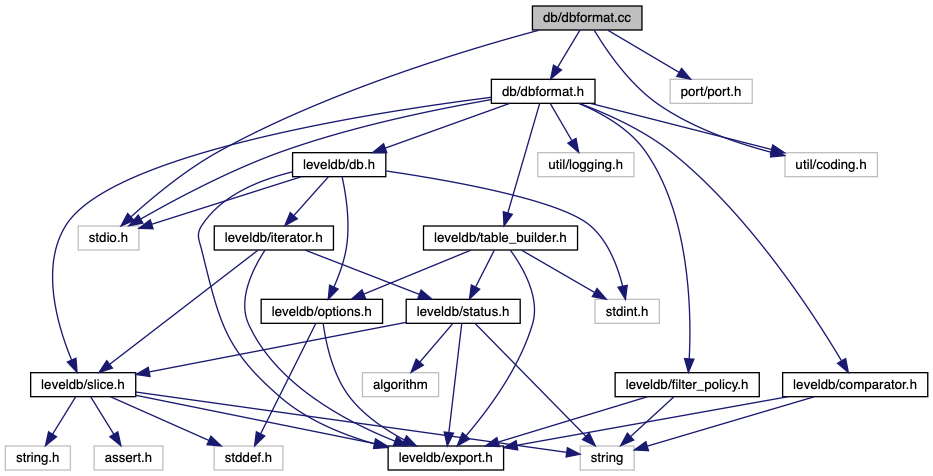 db/dbformat.cc
db/dbformat.h
port/port.h
leveldb/db.h
util/logging.h
util/coding.h
stdio.h
leveldb/iterator.h
leveldb/table_builder.h
leveldb/options.h
leveldb/status.h
stdint.h
leveldb/slice.h
algorithm
leveldb/filter_policy.h
leveldb/comparator.h
string.h
assert.h
stddef.h
leveldb/export.h
string